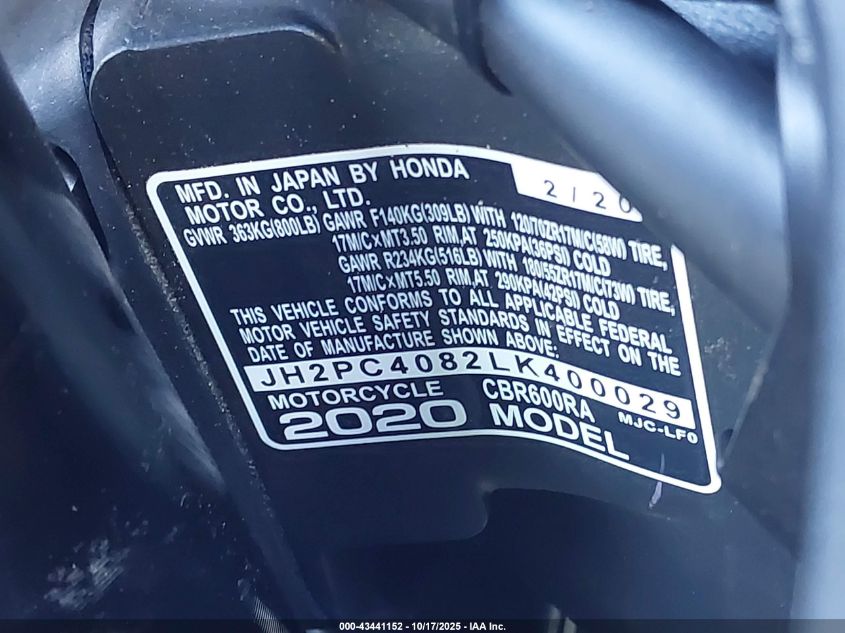 MFD. IN JAPAN BY HONDA
MOTOR CO., LTD.
2/20
GVWR 363KG(800LB) GAWR F140KG(309LB) WITH 120/70ZR17M/C(58W) TIRE,
17M/C×MT3.50 RIM,AT 250KPA(36PSI) COLD
GAWR R234KG(516LB) WITH 180/55ZR17M/C(73W) TIRE,
17M/C×MT5.50 RIM,AT 290KPA(42PSI) COLD
THIS VEHICLE CONFORMS TO ALL APPLICABLE FEDERAL
MOTOR VEHICLE SAFETY STANDARDS IN EFFECT ON THE
DATE OF MANUFACTURE SHOWN ABOVE:
JH2PC4082LK400029
MOTORCYCLE CBR600RA MJC-LF0
2020 MODEL
000-43441152 - 10/17/2025 - IAA Inc.